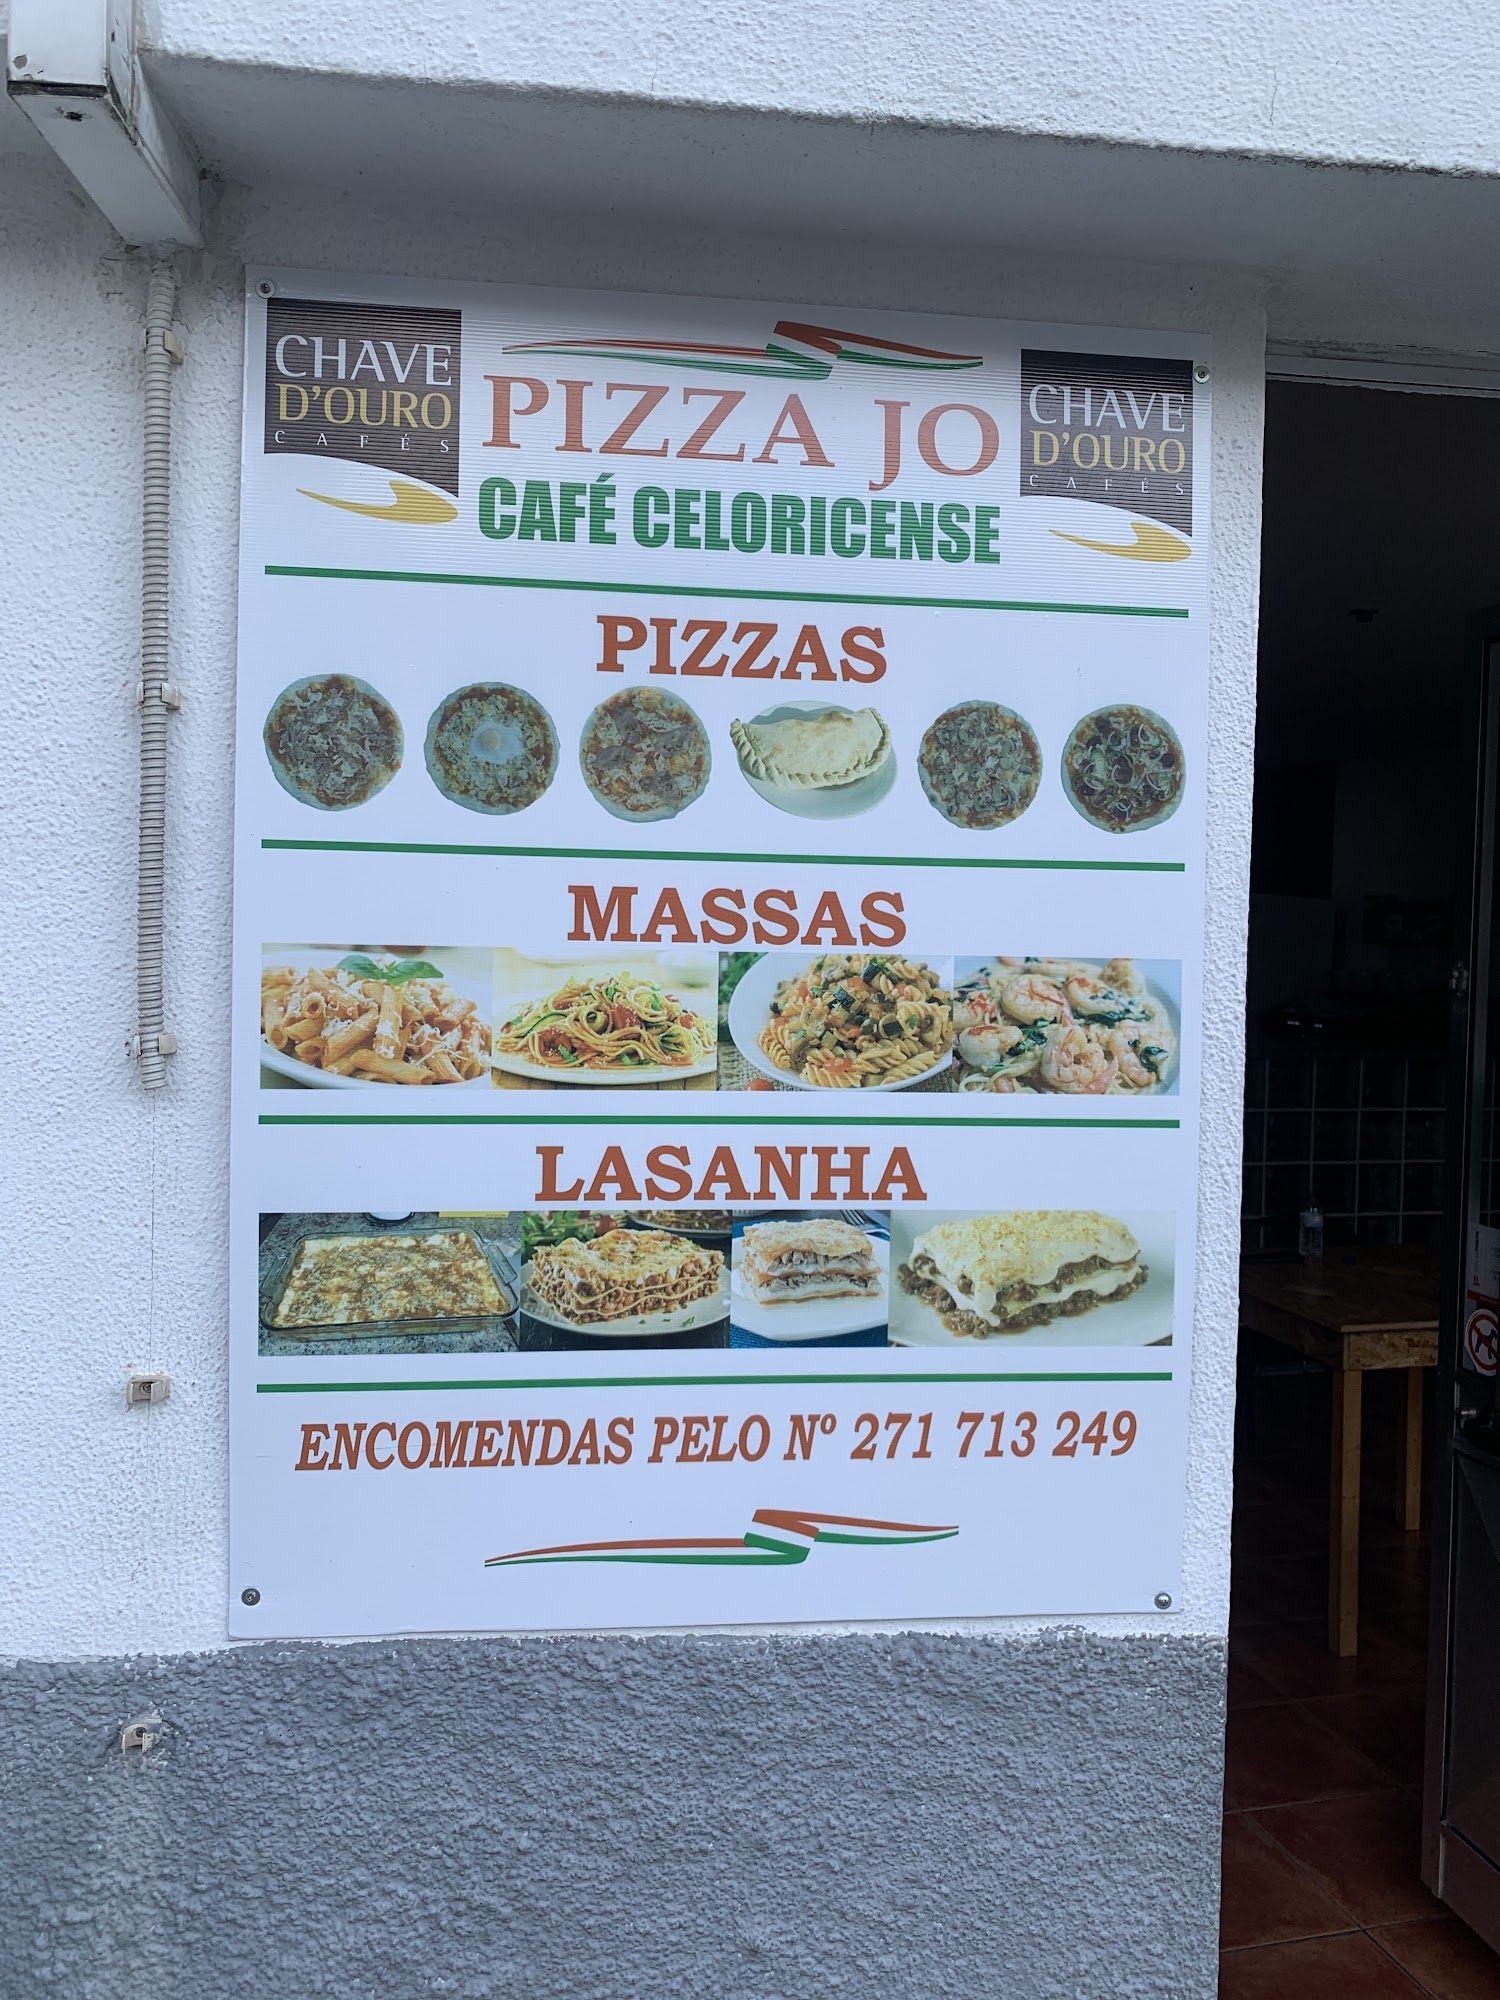 CHAVE
D'OURO
CAFÉS
PIZZA JO
CAFÉ CELORICENSE
CHAVE
D'OURO
CAFÉS
PIZZAS
MASSAS
LASANHA
ENCOMENDAS PELO Nº 271 713 249